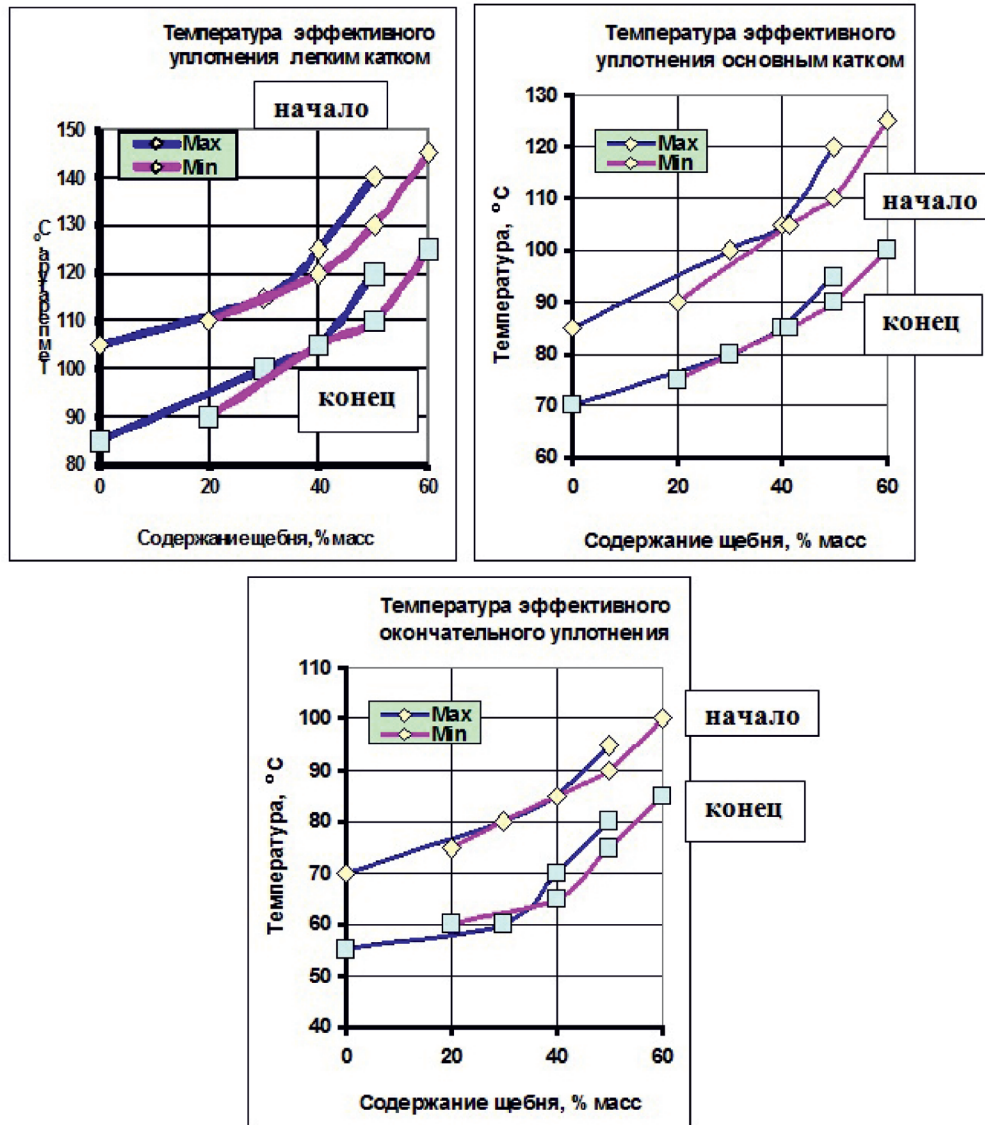 Температура эффективного
уплотнения легким катком
начало
Max
Min
150
140
130
120
110
100
90
80
Температура °С
конец
0 20 40 60
Содержание щебня, % масс
Температура эффективного
уплотнения основным катком
Max
Min
130
120
110
100
90
80
70
60
Температура, °С
начало
конец
0 20 40 60
Содержание щебня, % масс
Температура эффективного
окончательного уплотнения
Max
Min
110
100
90
80
70
60
50
40
Температура, °С
начало
конец
0 20 40 60
Содержание щебня, % масс